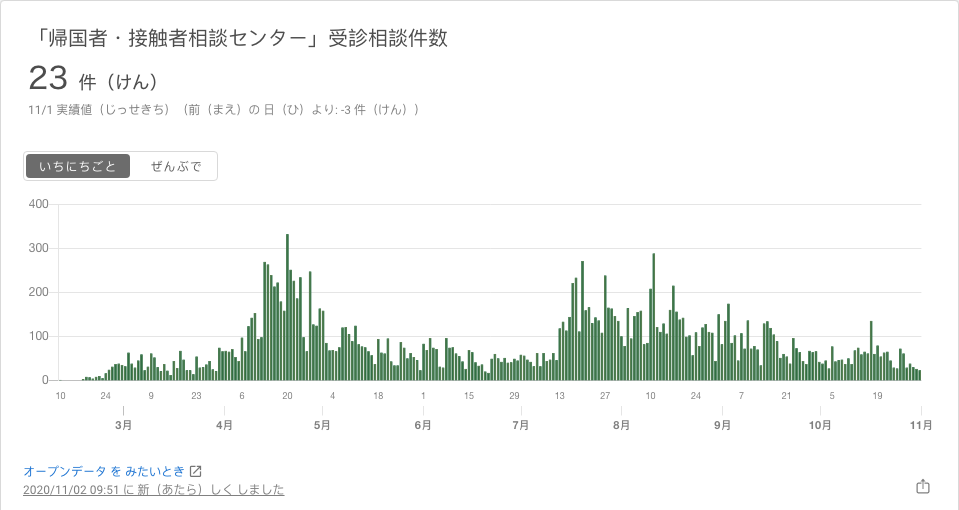 「帰国者・接触者相談センター」受診相談件数
23 件（けん）
11/1 実績値（じっせきち）（前（まえ）の 日（ひ）より: -3 件（けん））
いちにちごと ぜんぶで
400
300
200
100
0
10 24 9 23 6 20 4 18 1 15 29 13 27 10 24 7 21 5 19
3月 4月 5月 6月 7月 8月 9月 10月 11月
オープンデータ を みたいとき
2020/11/02 09:51 に 新（あたら）しく しました